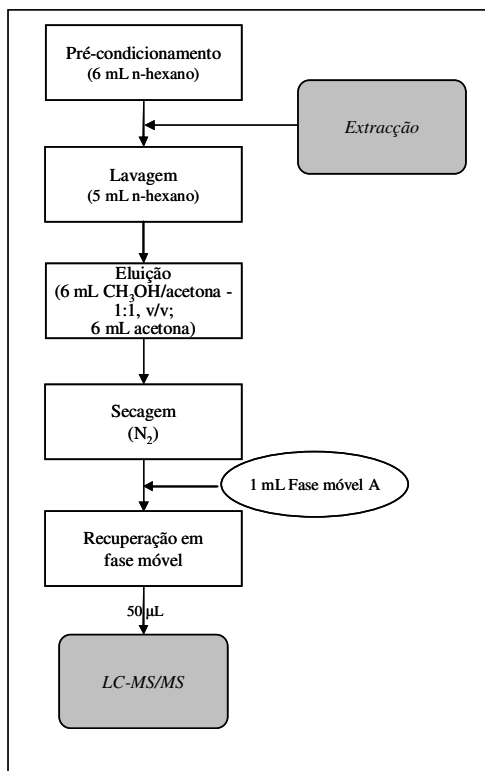 Pré-condicionamento
(6 mL n-hexano)
Extracção
Lavagem
(5 mL n-hexano)
Eluição
(6 mL CH₃OH/acetona -
1:1, v/v;
6 mL acetona)
Secagem
(N₂)
1 mL Fase móvel A
Recuperação em
fase móvel
50 µL
LC-MS/MS